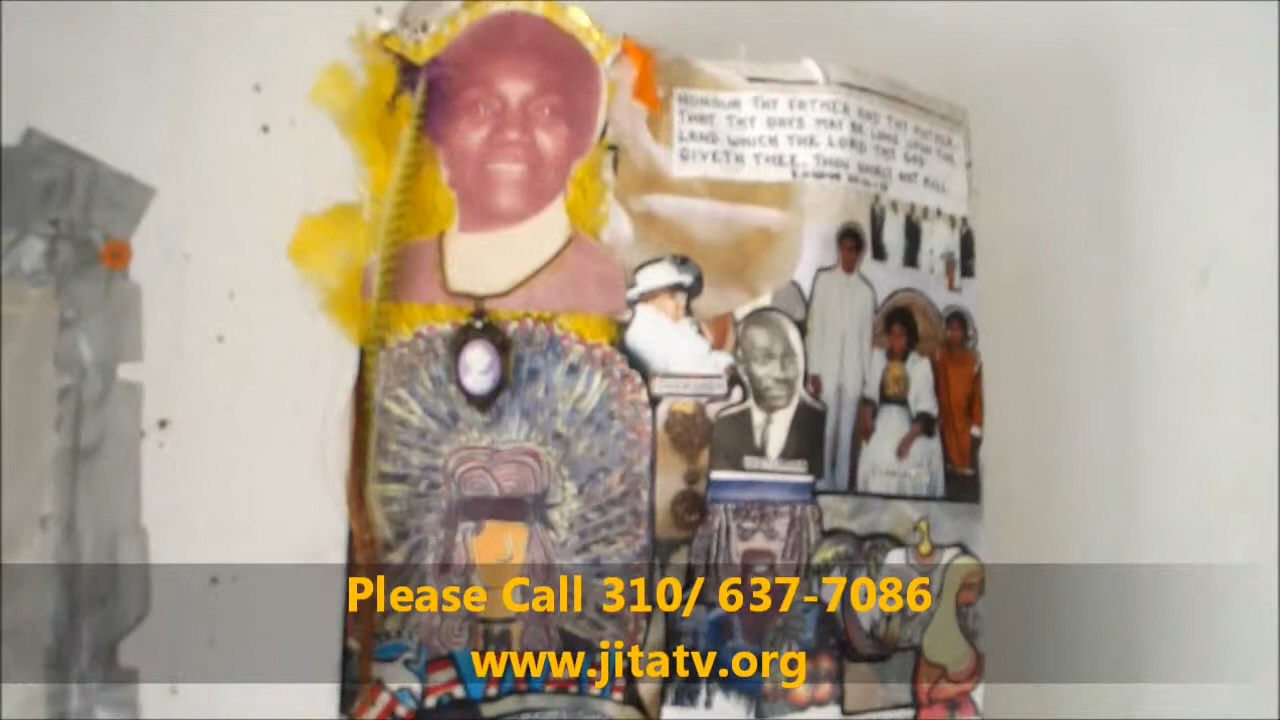 HONOUR THY FATHER AND THY MOTHER:
THAT THY DAYS MAY BE LONG UPON THE
LAND WHICH THE LORD THY GOD
GIVETH THEE. THOU SHALT NOT KILL.
Please Call 310/ 637-7086
www.jitatv.org